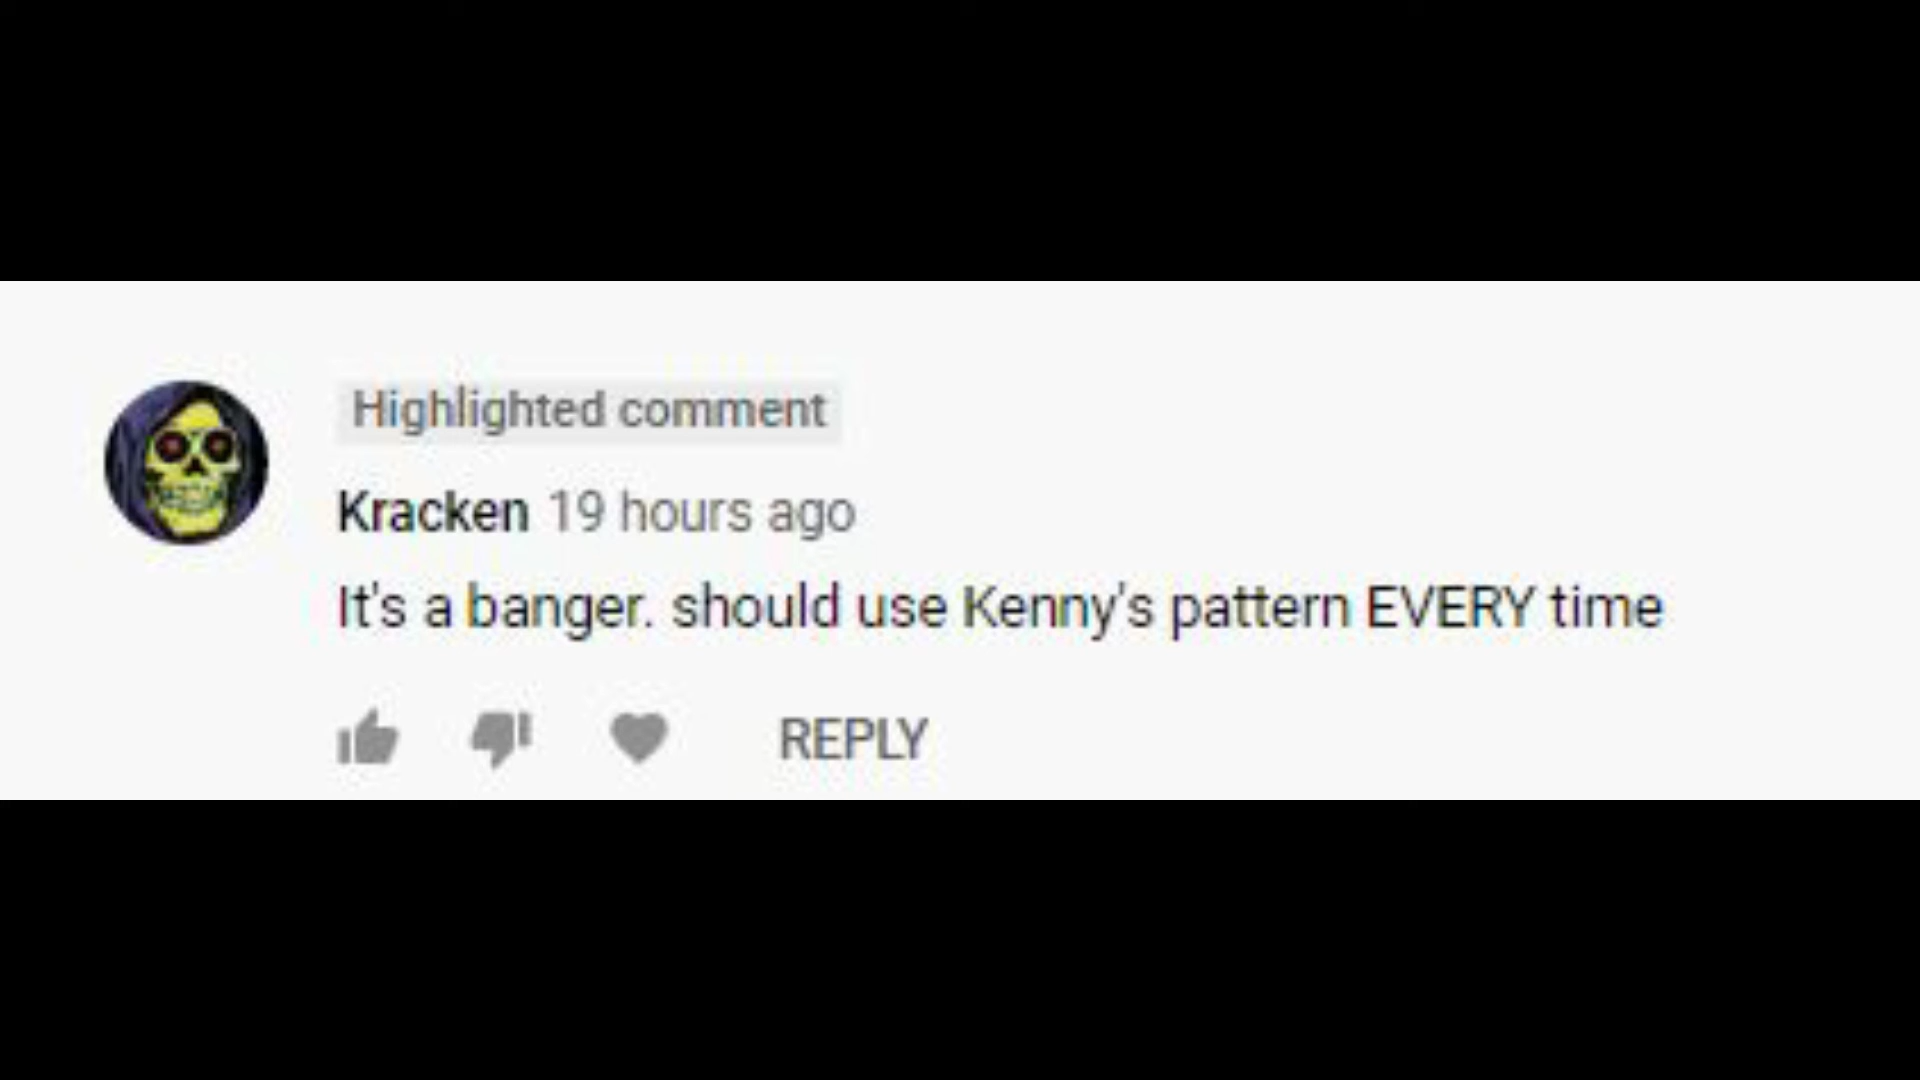 Highlighted comment
Kracken 19 hours ago
It's a banger. should use Kenny's pattern EVERY time
REPLY